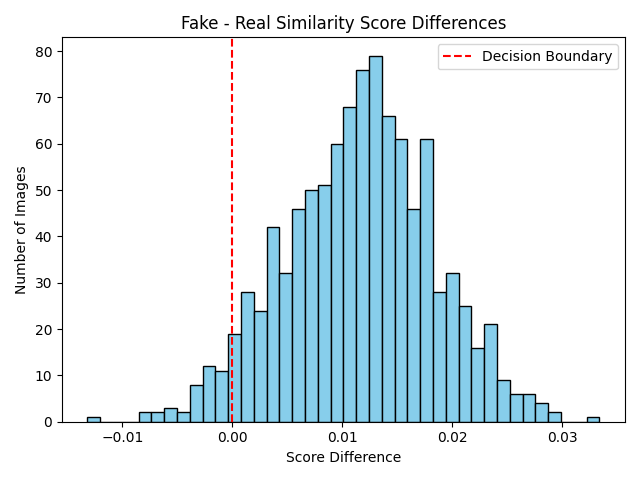 Fake - Real Similarity Score Differences
Decision Boundary
Number of Images
80
70
60
50
40
30
20
10
0
−0.01 0.00 0.01 0.02 0.03
Score Difference